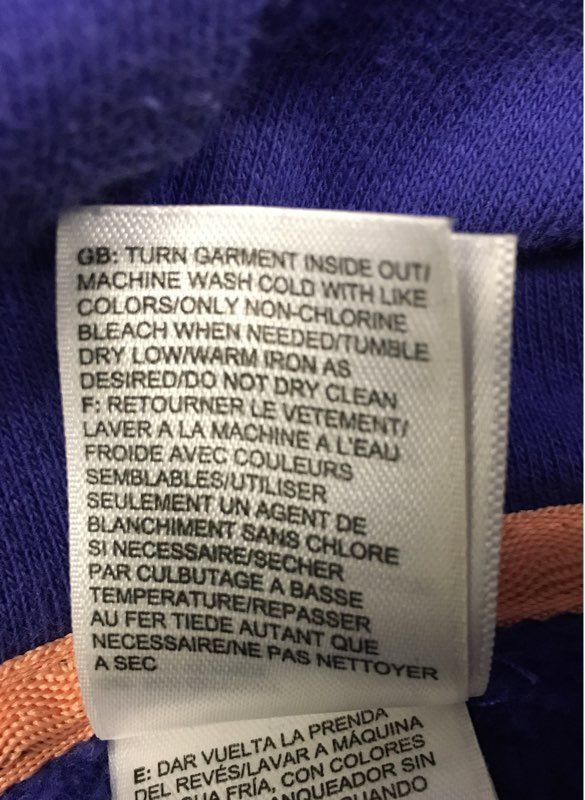 GB: TURN GARMENT INSIDE OUT/
MACHINE WASH COLD WITH LIKE
COLORS/ONLY NON-CHLORINE
BLEACH WHEN NEEDED/TUMBLE
DRY LOW/WARM IRON AS
DESIRED/DO NOT DRY CLEAN
F: RETOURNER LE VETEMENT/
LAVER A LA MACHINE A L'EAU
FROIDE AVEC COULEURS
SEMBLABLES/UTILISER
SEULEMENT UN AGENT DE
BLANCHIMENT SANS CHLORE
SI NECESSAIRE/SECHER
PAR CULBUTAGE A BASSE
TEMPERATURE/REPASSER
AU FER TIEDE AUTANT QUE
NECESSAIRE/NE PAS NETTOYER
A SEC
E: DAR VUELTA LA PRENDA
DEL REVÉS/LAVAR A MÁQUINA
FRÍA, CON COLORES
SIN